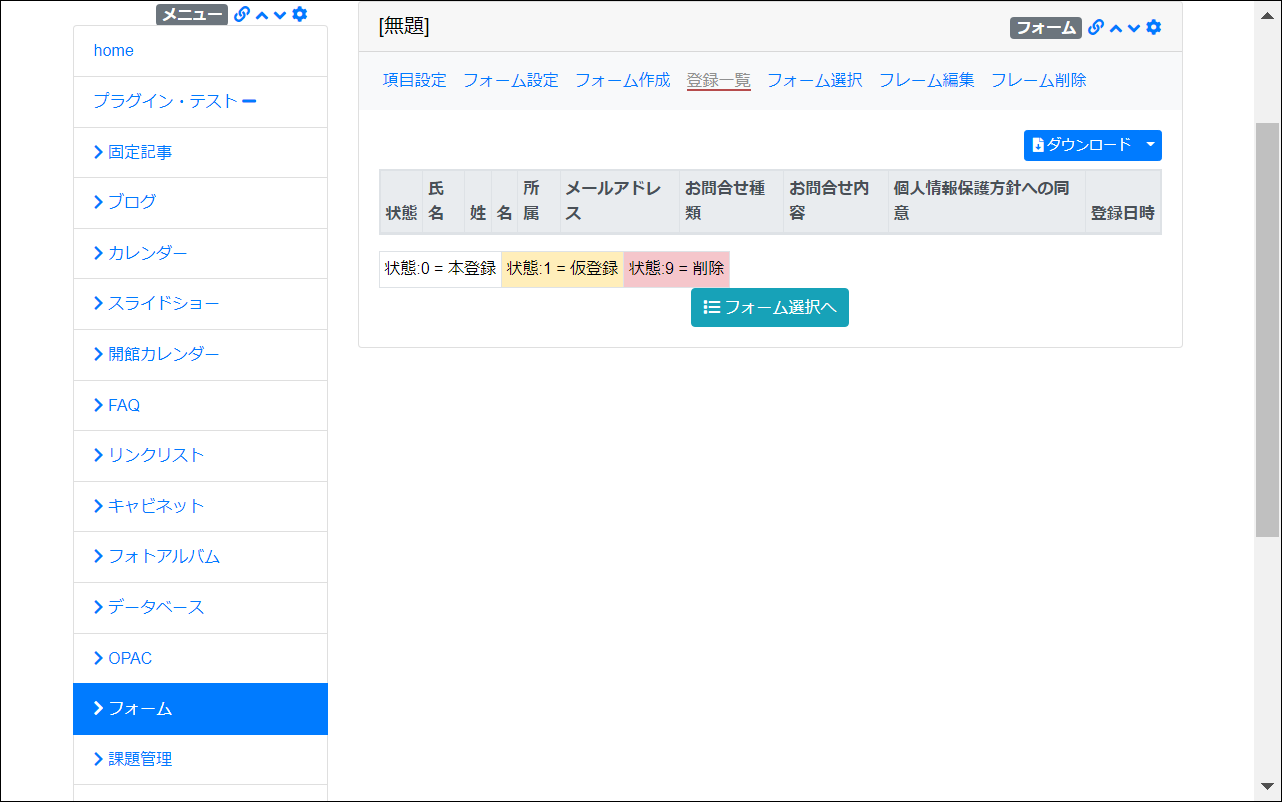 メニュー
home
プラグイン・テスト
固定記事
ブログ
カレンダー
スライドショー
開館カレンダー
FAQ
リンクリスト
キャビネット
フォトアルバム
データベース
OPAC
フォーム
課題管理
[無題]
フォーム
項目設定 フォーム設定 フォーム作成 登録一覧 フォーム選択 フレーム編集 フレーム削除
ダウンロード
状態 氏名 姓 名 所属 メールアドレス お問合せ種類 お問合せ内容 個人情報保護方針への同意 登録日時
状態:0 = 本登録 状態:1 = 仮登録 状態:9 = 削除
フォーム選択へ